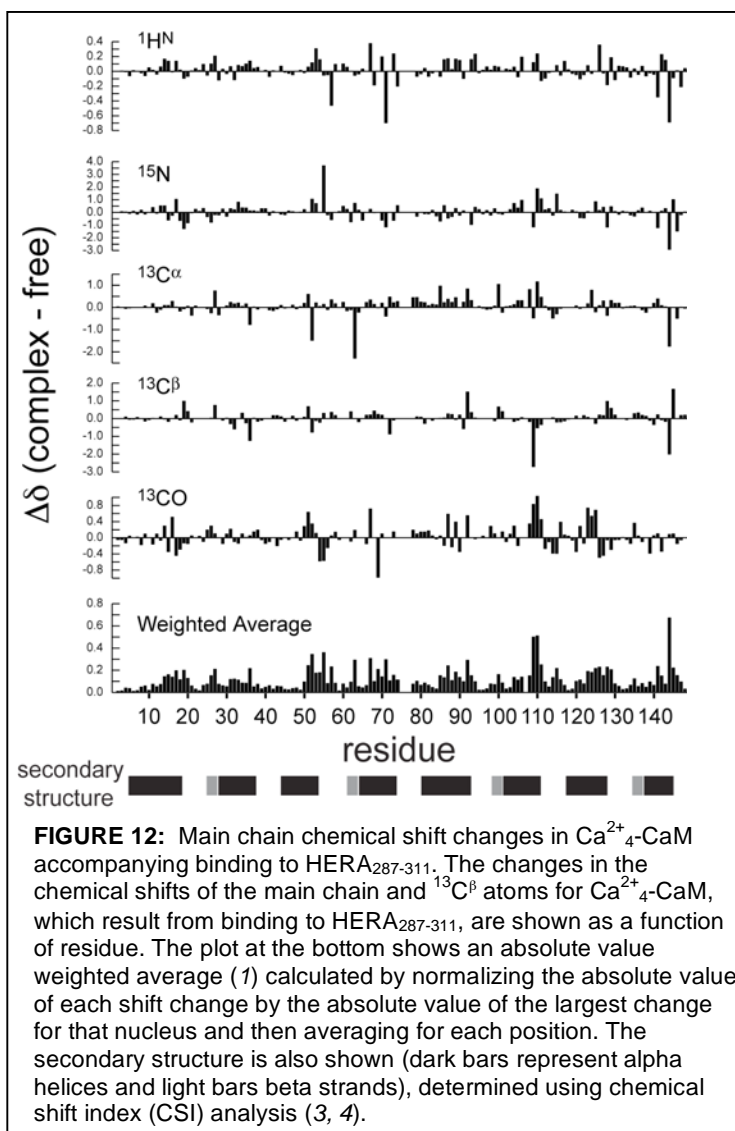 ¹Hᴺ
0.4
0.2
0.0
-0.2
-0.4
-0.6
-0.8
¹⁵N
4.0
3.0
2.0
1.0
0.0
-1.0
-2.0
-3.0
¹³Cᵅ
1.0
0.0
-1.0
-2.0
¹³Cᵝ
2.0
1.0
0.0
-1.0
-2.0
-3.0
¹³CO
0.8
0.4
0.0
-0.4
-0.8
Weighted Average
0.8
0.6
0.4
0.2
0.0
Δδ (complex - free)
10 20 30 40 50 60 70 80 90 100 110 120 130 140
residue
secondary
structure
FIGURE 12: Main chain chemical shift changes in Ca²⁺₄-CaM
accompanying binding to HERA₂₈₇₋₃₁₁. The changes in the
chemical shifts of the main chain and ¹³Cᵝ atoms for Ca²⁺₄-CaM,
which result from binding to HERA₂₈₇₋₃₁₁, are shown as a function
of residue. The plot at the bottom shows an absolute value
weighted average (1) calculated by normalizing the absolute value
of each shift change by the absolute value of the largest change
for that nucleus and then averaging for each position. The
secondary structure is also shown (dark bars represent alpha
helices and light bars beta strands), determined using chemical
shift index (CSI) analysis (3, 4).